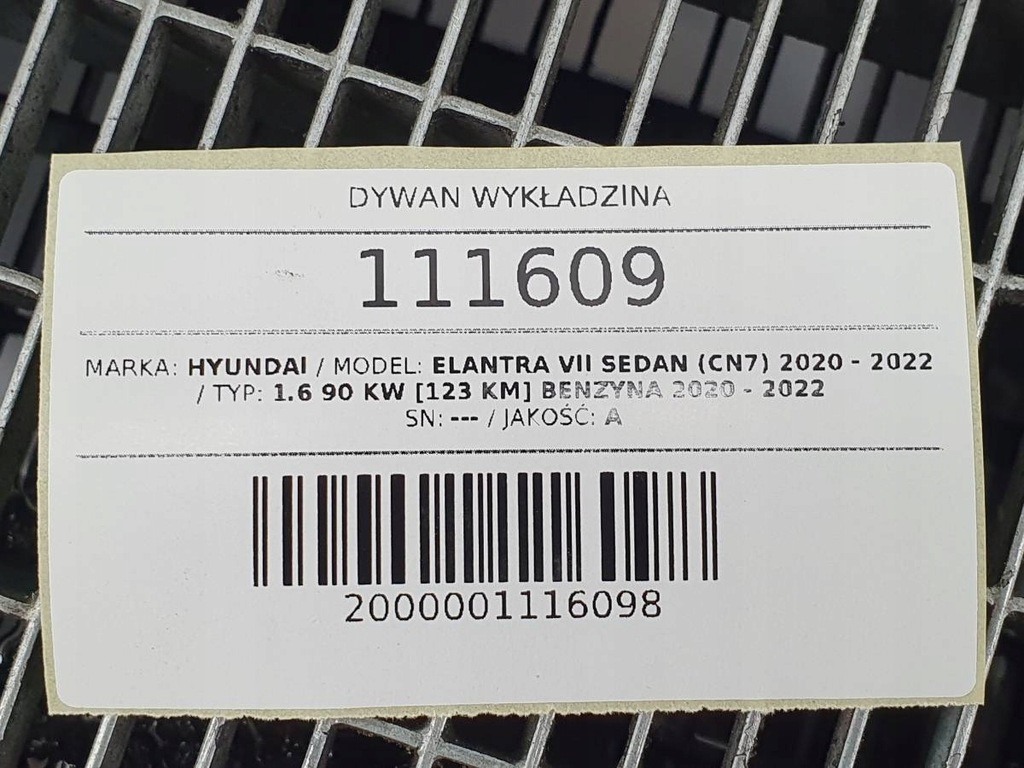 DYWAN WYKŁADZINA
111609
MARKA: HYUNDAI / MODEL: ELANTRA VII SEDAN (CN7) 2020 - 2022
/ TYP: 1.6 90 KW [123 KM] BENZYNA 2020 - 2022
SN: --- / JAKOŚĆ: A
2000001116098